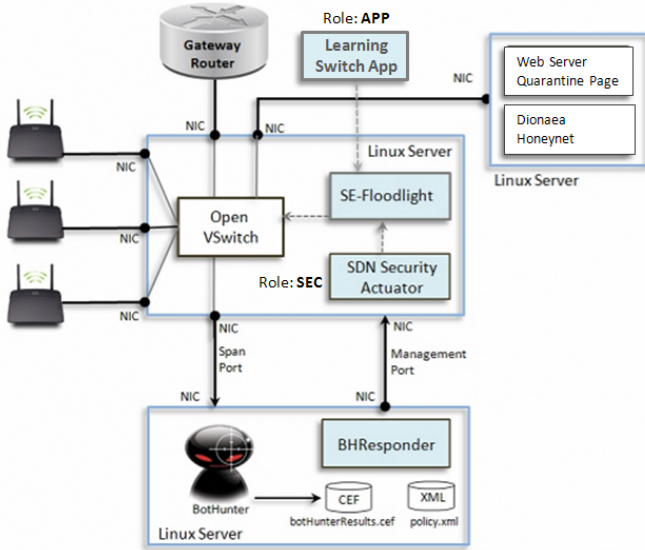 Role: APP
Gateway
Router
Learning
Switch App
NIC
Web Server
Quarantine Page
Dionaea
Honeynet
Linux Server
NIC
NIC
Linux Server
NIC
SE-Floodlight
NIC
Open
VSwitch
Role: SEC
SDN Security
Actuator
NIC
NIC
Span
Port
NIC
Management
Port
NIC
NIC
BHResponder
BotHunter
CEF
XML
botHunterResults.cef
policy.xml
Linux Server